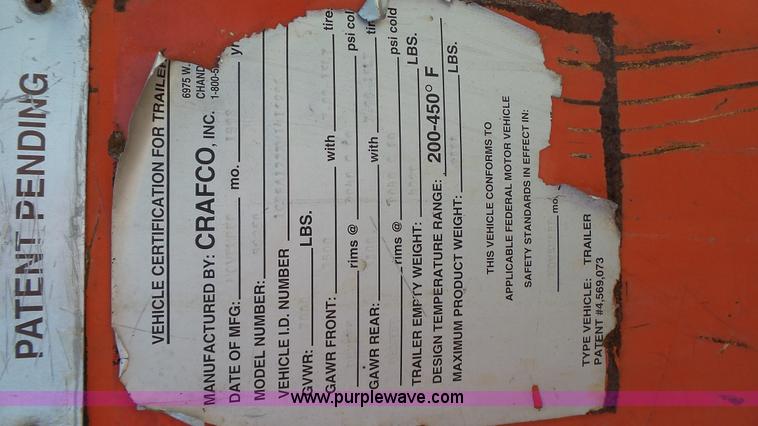 PATENT PENDING
VEHICLE CERTIFICATION FOR TRAILER
MANUFACTURED BY: CRAFCO, INC.
6975 W.
CHAND
1-800-5
DATE OF MFG: mo. yr
MODEL NUMBER:
VEHICLE I.D. NUMBER
GVWR: LBS.
GAWR FRONT: with tire
rims @ psi cold
GAWR REAR: with tir
rims @ psi cold
TRAILER EMPTY WEIGHT: LBS.
DESIGN TEMPERATURE RANGE: 200-450° F
MAXIMUM PRODUCT WEIGHT: LBS.
THIS VEHICLE CONFORMS TO
APPLICABLE FEDERAL MOTOR VEHICLE
SAFETY STANDARDS IN EFFECT IN:
mo.
TYPE VEHICLE: TRAILER
PATENT #4,569,073
www.purplewave.com